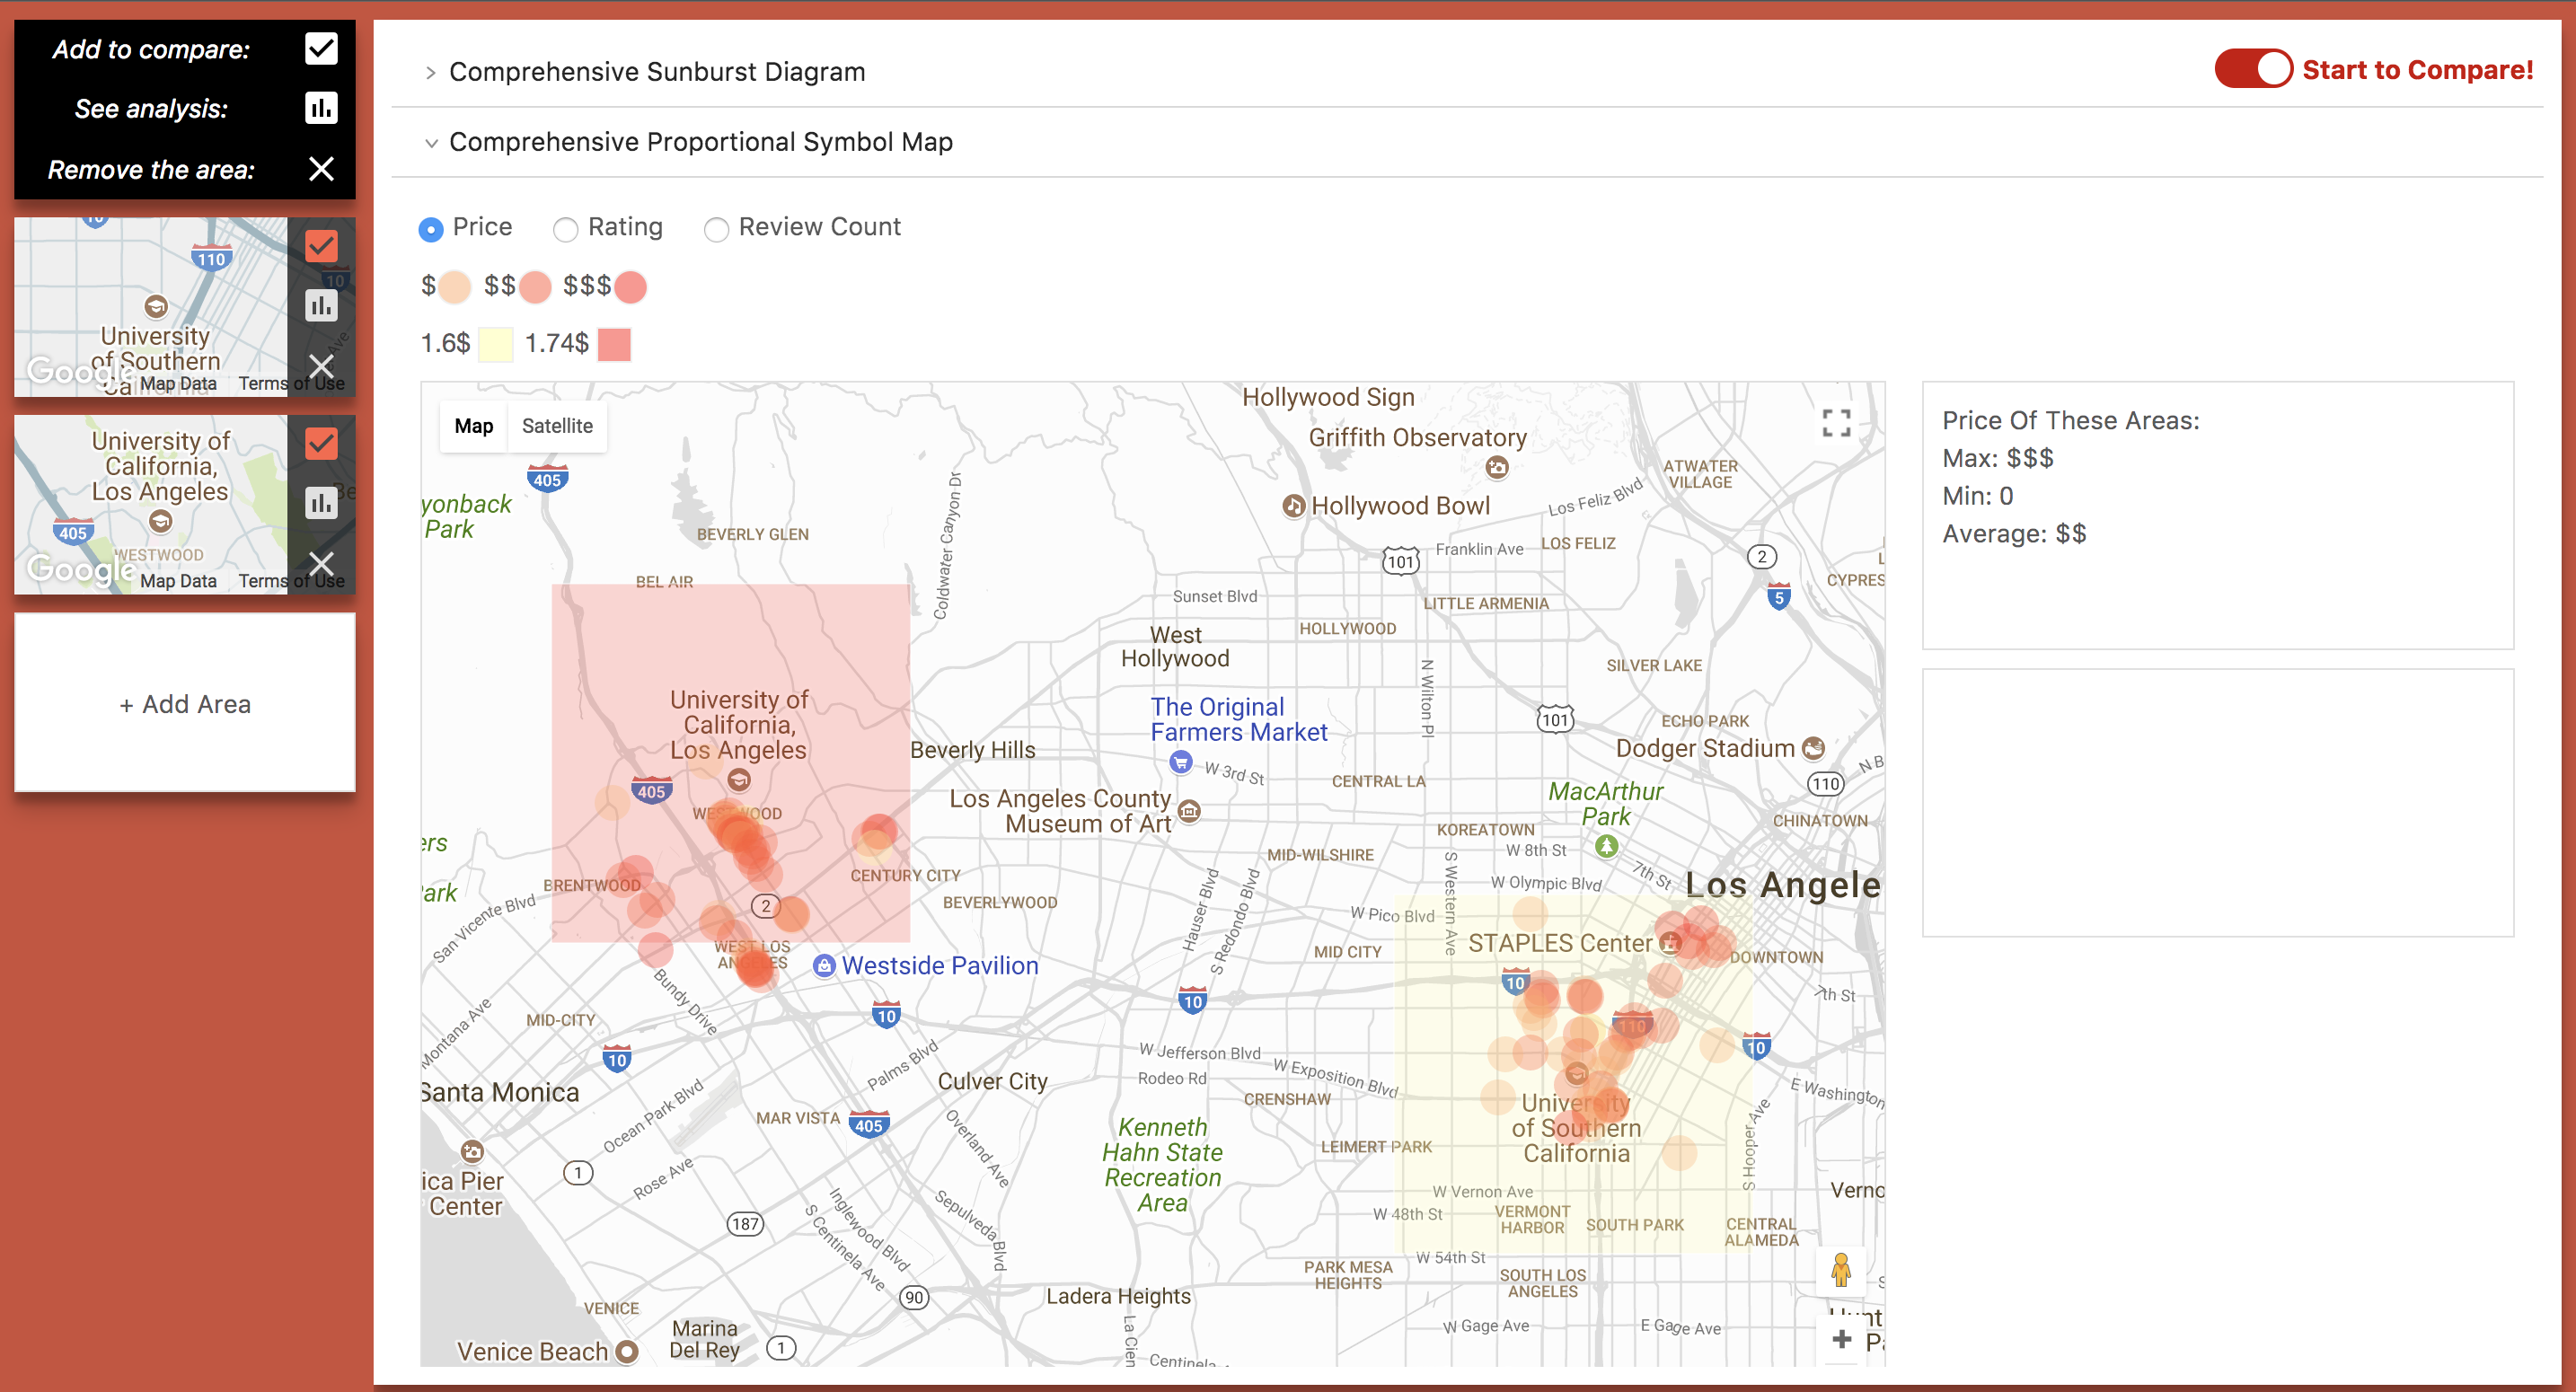 Add to compare:
See analysis:
Remove the area:
110
10
University
of Southern
Google
Map Data
Terms of Use
University of
California,
Los Angeles
405
WESTWOOD
Google
Map Data
Terms of Use
+ Add Area
Comprehensive Sunburst Diagram
Start to Compare!
Comprehensive Proportional Symbol Map
Price
Rating
Review Count
$
$$
$$$
1.6$
1.74$
Map
Satellite
Hollywood Sign
Griffith Observatory
ATWATER
VILLAGE
405
yonback
Park
Hollywood Bowl
Los Feliz Blvd
BEVERLY GLEN
Coldwater Canyon Dr
Franklin Ave
LOS FELIZ
101
2
CYPRES
BEL AIR
Sunset Blvd
LITTLE ARMENIA
5
HOLLYWOOD
West
Hollywood
N Wilton Pl
SILVER LAKE
University of
California,
Los Angeles
The Original
Farmers Market
101
ECHO PARK
Dodger Stadium
Beverly Hills
W 3rd St
CENTRAL LA
110
N B
405
Los Angeles County
Museum of Art
MacArthur
Park
WESTWOOD
KOREATOWN
CHINATOWN
ers
W 8th St
MID-WILSHIRE
7th St
BRENTWOOD
CENTURY CITY
W Olympic Blvd
Los Angele
ark
San Vicente Blvd
2
BEVERLYWOOD
Hauser Blvd
S Redondo Blvd
S Western Ave
W Pico Blvd
WEST LOS
ANGELES
Westside Pavilion
MID CITY
STAPLES Center
DOWNTOWN
Bundy Drive
10
10
7th St
Montana Ave
MID-CITY
10
10
110
10
Palms Blvd
W Jefferson Blvd
Rodeo Rd
W Exposition Blvd
Santa Monica
Culver City
CRENSHAW
E Washington
Ocean Park Blvd
MAR VISTA
405
Overland Ave
Kenneth
Hahn State
Recreation
Area
LEIMERT PARK
University
of Southern
California
S Hooper Ave
1
Rose Ave
ica Pier
Center
Inglewood Blvd
S Centinela Ave
Sepulveda Blvd
W Vernon Ave
Verno
187
W 48th St
VERMONT
HARBOR
SOUTH PARK
CENTRAL
ALAMEDA
W 54th St
PARK MESA
HEIGHTS
SOUTH LOS
ANGELES
90
Ladera Heights
VENICE
La Cien
W Gage Ave
E Gage Ave
Venice Beach
Marina
Del Rey
1
Centinela
Price Of These Areas:
Max: $$$
Min: 0
Average: $$